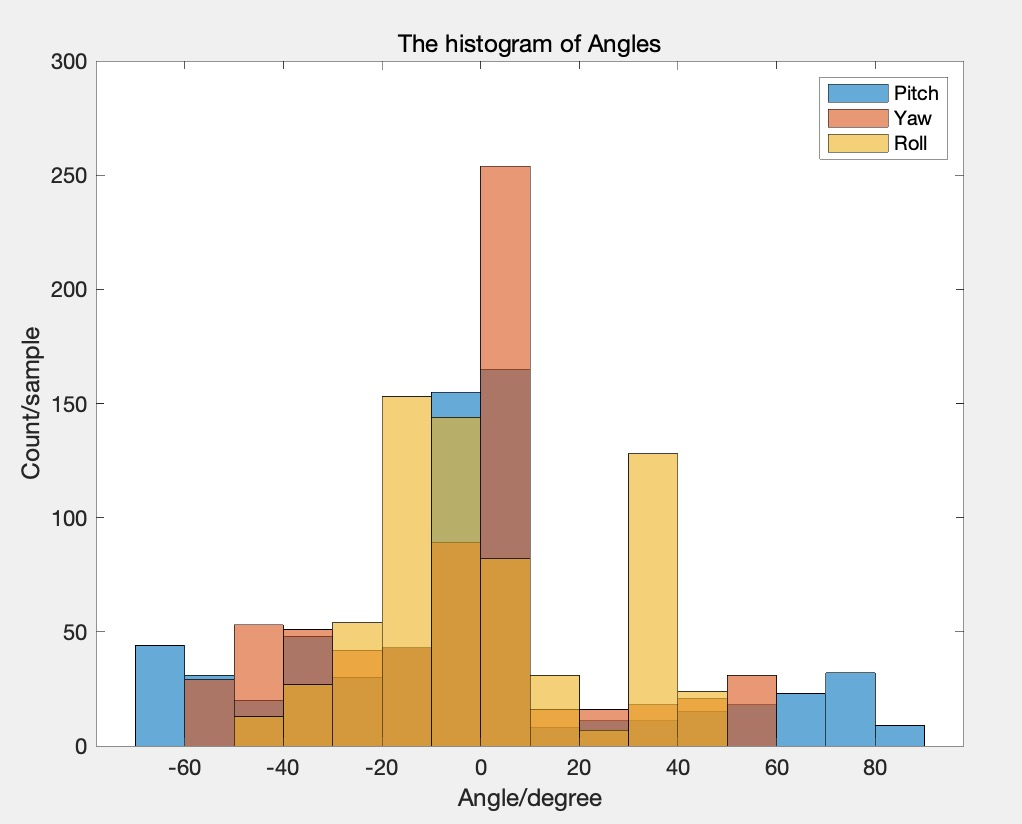 The histogram of Angles
300
250
200
150
100
50
0
Count/sample
Pitch
Yaw
Roll
-60 -40 -20 0 20 40 60 80
Angle/degree